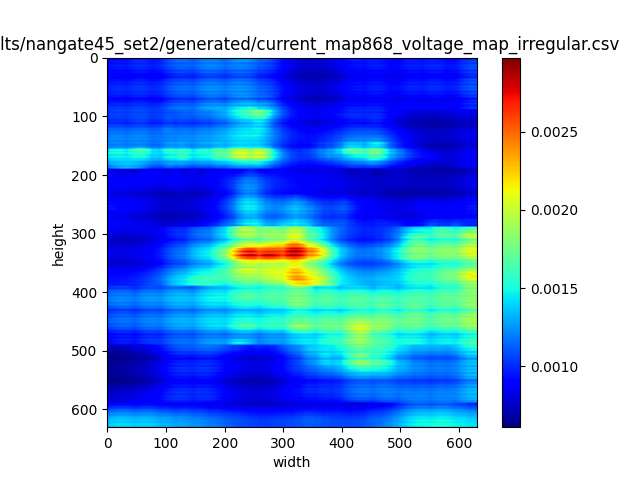 lts/nangate45_set2/generated/current_map868_voltage_map_irregular.csv
0
100
200
300
400
500
600
height
0 100 200 300 400 500 600
width
0.0025
0.0020
0.0015
0.0010